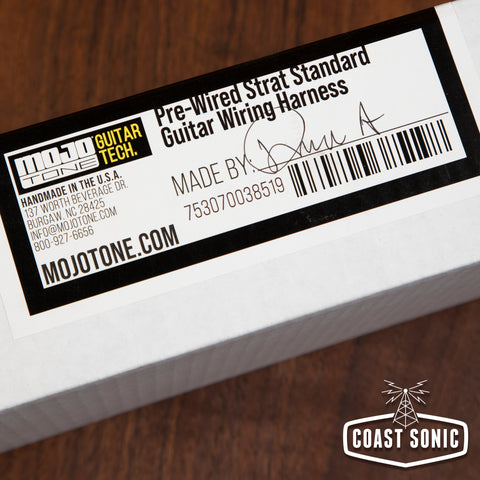 MOJO
TONE
GUITAR
TECH.
HANDMADE IN THE U.S.A.
137 WORTH BEVERAGE DR.
BURGAW, NC 28425
INFO@MOJOTONE.COM
800-927-6656
MOJOTONE.COM
Pre-Wired Strat Standard
Guitar Wiring Harness
MADE BY:
753070038519
COAST SONIC